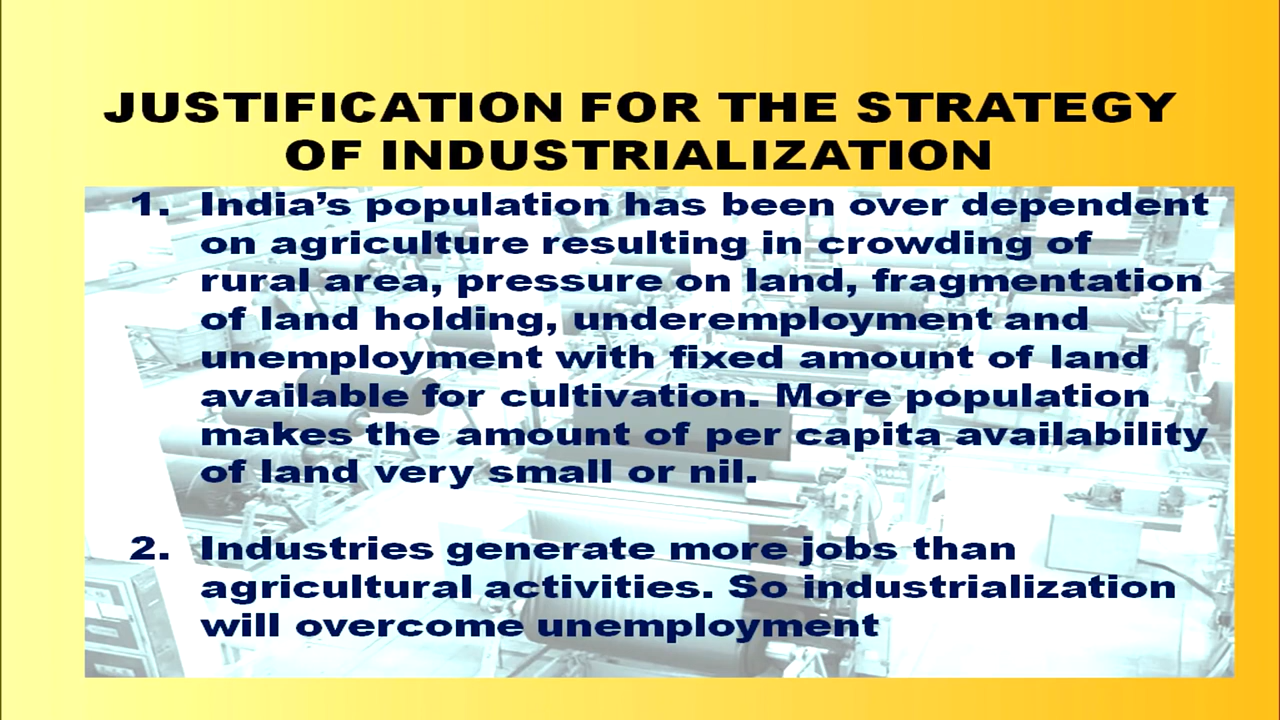 JUSTIFICATION FOR THE STRATEGY
OF INDUSTRIALIZATION
1. India’s population has been over dependent
on agriculture resulting in crowding of
rural area, pressure on land, fragmentation
of land holding, underemployment and
unemployment with fixed amount of land
available for cultivation. More population
makes the amount of per capita availability
of land very small or nil.
2. Industries generate more jobs than
agricultural activities. So industrialization
will overcome unemployment